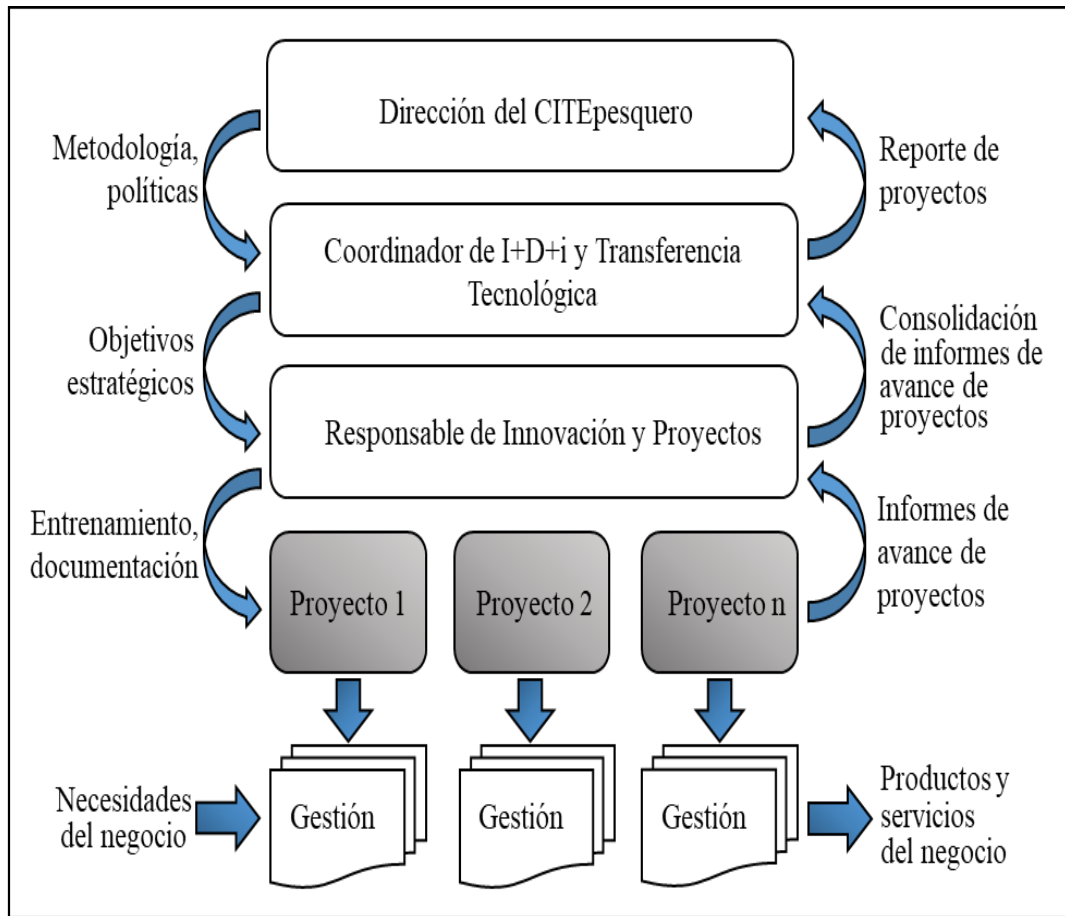 Dirección del CITEpesquero
Metodología,
políticas
Reporte de
proyectos
Coordinador de I+D+i y Transferencia
Tecnológica
Objetivos
estratégicos
Consolidación
de informes de
avance de
proyectos
Responsable de Innovación y Proyectos
Entrenamiento,
documentación
Informes de
avance de
proyectos
Proyecto 1
Proyecto 2
Proyecto n
Necesidades
del negocio
Gestión
Gestión
Gestión
Productos y
servicios
del negocio